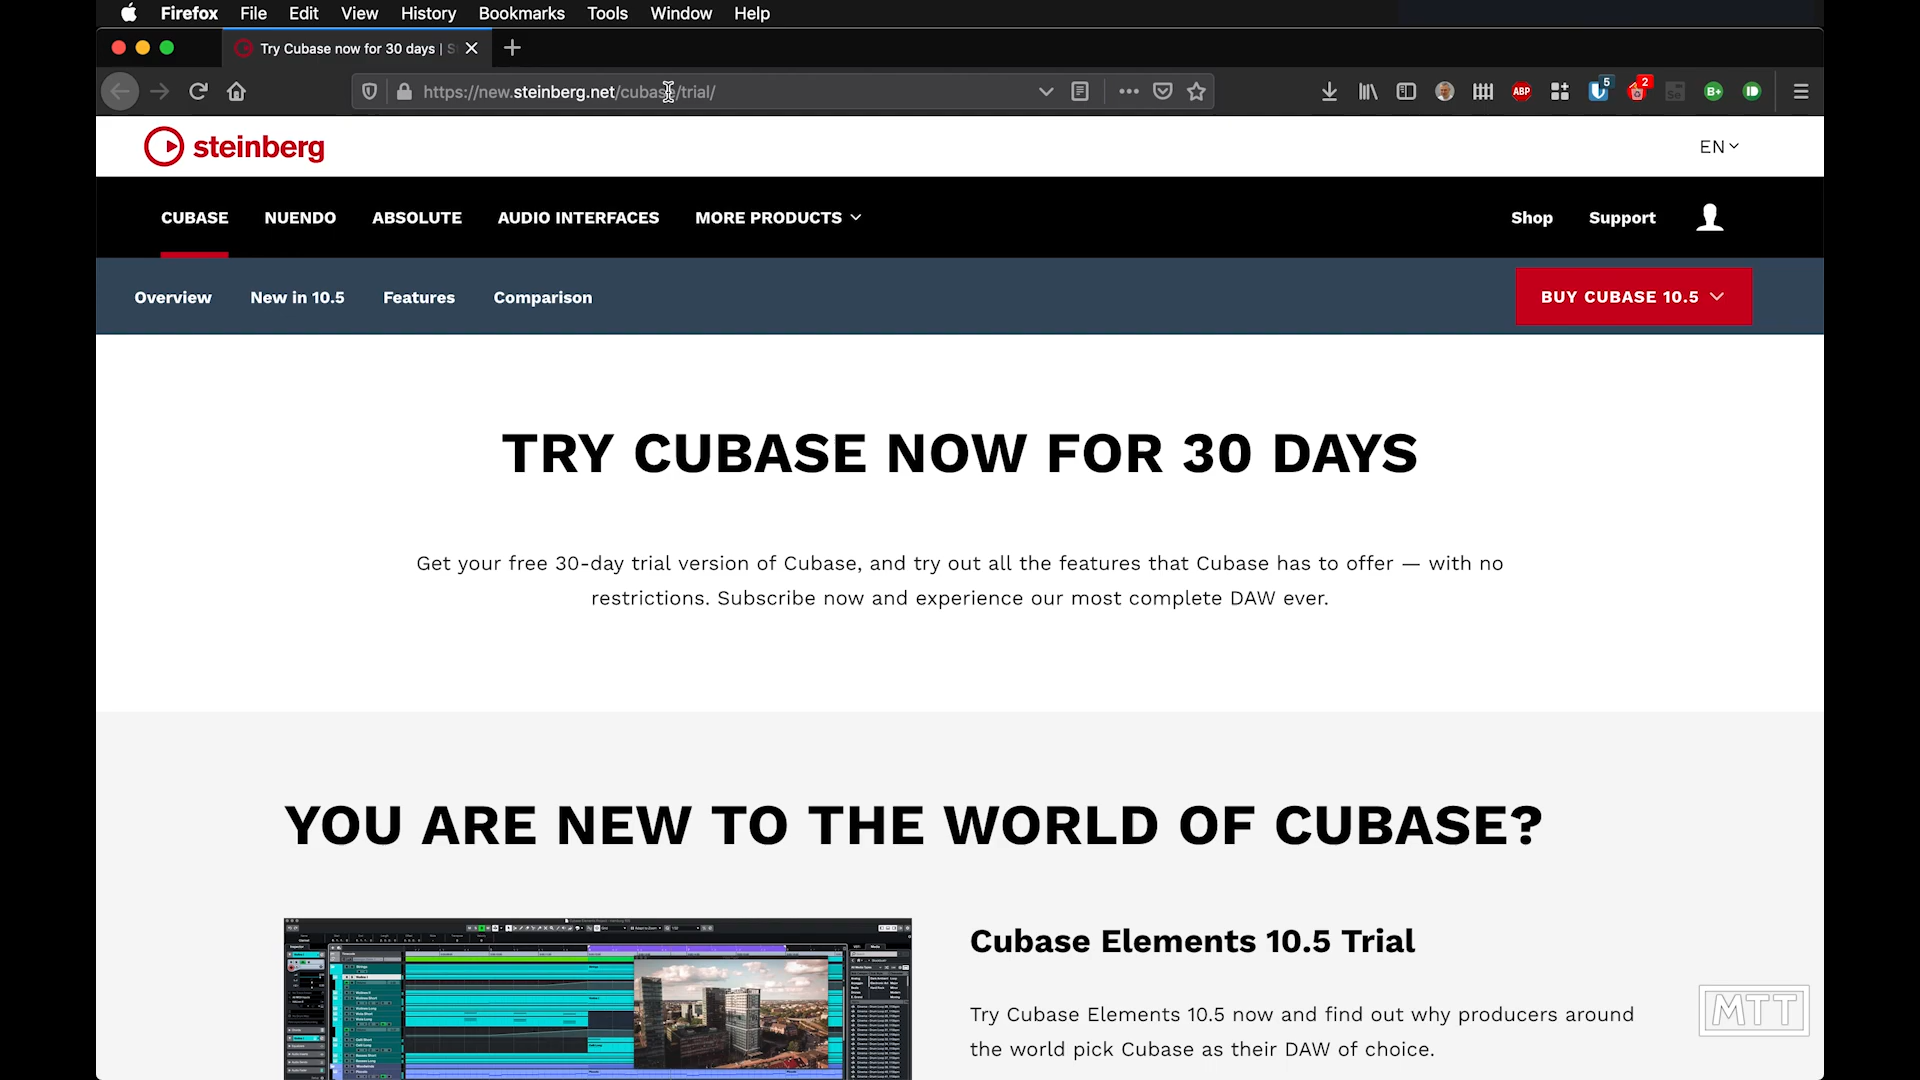 Firefox File Edit View History Bookmarks Tools Window Help
Try Cubase now for 30 days | S
https://new.steinberg.net/cubase/trial/
ABP
5
2
B+
steinberg
EN
CUBASE NUENDO ABSOLUTE AUDIO INTERFACES MORE PRODUCTS Shop Support
Overview New in 10.5 Features Comparison BUY CUBASE 10.5
TRY CUBASE NOW FOR 30 DAYS
Get your free 30-day trial version of Cubase, and try out all the features that Cubase has to offer — with no
restrictions. Subscribe now and experience our most complete DAW ever.
YOU ARE NEW TO THE WORLD OF CUBASE?
Cubase Elements 10.5 Trial
Try Cubase Elements 10.5 now and find out why producers around
the world pick Cubase as their DAW of choice.
MTT